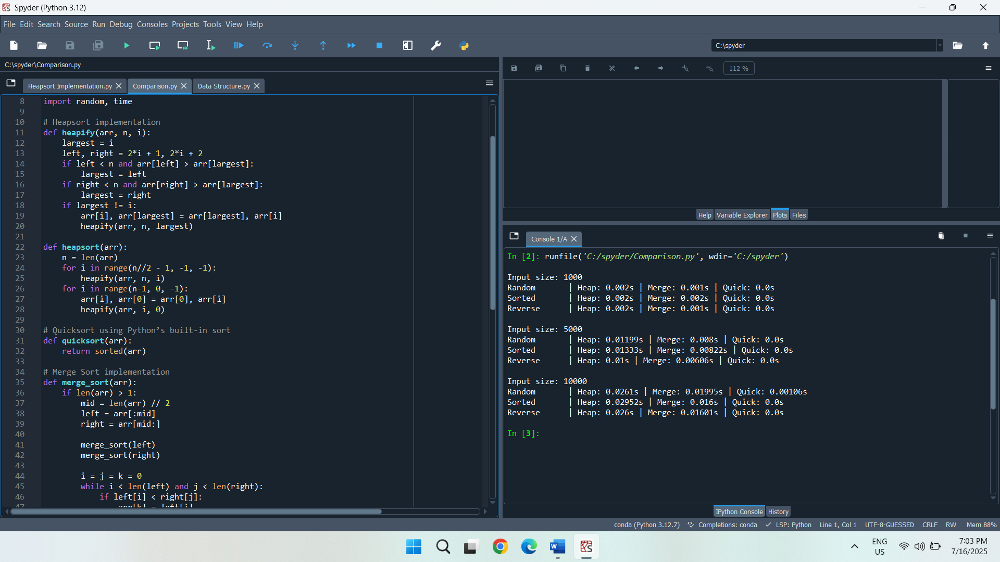 Spyder (Python 3.12)
File Edit Search Source Run Debug Consoles Projects Tools View Help
C:\spyder
C:\spyder\Comparison.py
Heapsort Implementation.py
Comparison.py
Data Structure.py
8 import random, time
9
10 # Heapsort implementation
11 def heapify(arr, n, i):
12     largest = i
13     left, right = 2*i + 1, 2*i + 2
14     if left < n and arr[left] > arr[largest]:
15         largest = left
16     if right < n and arr[right] > arr[largest]:
17         largest = right
18     if largest != i:
19         arr[i], arr[largest] = arr[largest], arr[i]
20         heapify(arr, n, largest)
21
22 def heapsort(arr):
23     n = len(arr)
24     for i in range(n//2 - 1, -1, -1):
25         heapify(arr, n, i)
26     for i in range(n-1, 0, -1):
27         arr[i], arr[0] = arr[0], arr[i]
28         heapify(arr, i, 0)
29
30 # Quicksort using Python’s built-in sort
31 def quicksort(arr):
32     return sorted(arr)
33
34 # Merge Sort implementation
35 def merge_sort(arr):
36     if len(arr) > 1:
37         mid = len(arr) // 2
38         left = arr[:mid]
39         right = arr[mid:]
40
41         merge_sort(left)
42         merge_sort(right)
43
44         i = j = k = 0
45         while i < len(left) and j < len(right):
46             if left[i] < right[j]:
47                 arr[k] = left[i]
112 %
Help Variable Explorer Plots Files
Console 1/A
In [2]: runfile('C:/spyder/Comparison.py', wdir='C:/spyder')
Input size: 1000
Random | Heap: 0.002s | Merge: 0.001s | Quick: 0.0s
Sorted | Heap: 0.002s | Merge: 0.002s | Quick: 0.0s
Reverse | Heap: 0.002s | Merge: 0.001s | Quick: 0.0s
Input size: 5000
Random | Heap: 0.01199s | Merge: 0.008s | Quick: 0.0s
Sorted | Heap: 0.01333s | Merge: 0.00822s | Quick: 0.0s
Reverse | Heap: 0.01s | Merge: 0.00606s | Quick: 0.0s
Input size: 10000
Random | Heap: 0.0261s | Merge: 0.01995s | Quick: 0.00106s
Sorted | Heap: 0.02952s | Merge: 0.016s | Quick: 0.0s
Reverse | Heap: 0.026s | Merge: 0.01601s | Quick: 0.0s
In [3]:
IPython Console History
conda (Python 3.12.7) Completions: conda LSP: Python Line 1, Col 1 UTF-8-GUESSED CRLF RW Mem 88%
ENG
US
7:03 PM
7/16/2025